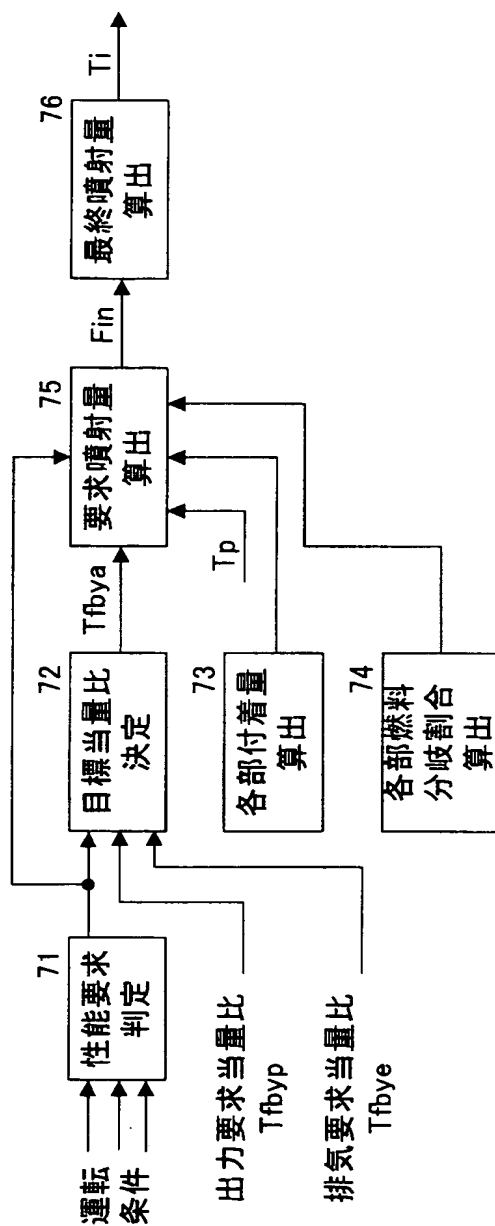 運転
条件
71
性能要求
判定
出力要求当量比
Tfbyp
排気要求当量比
Tfbye
72
目標当量比
決定
Tfbya
73
各部付着量
算出
74
各部燃料
分岐割合
算出
Tp
75
要求噴射量
算出
Fin
76
最終噴射量
算出
Ti